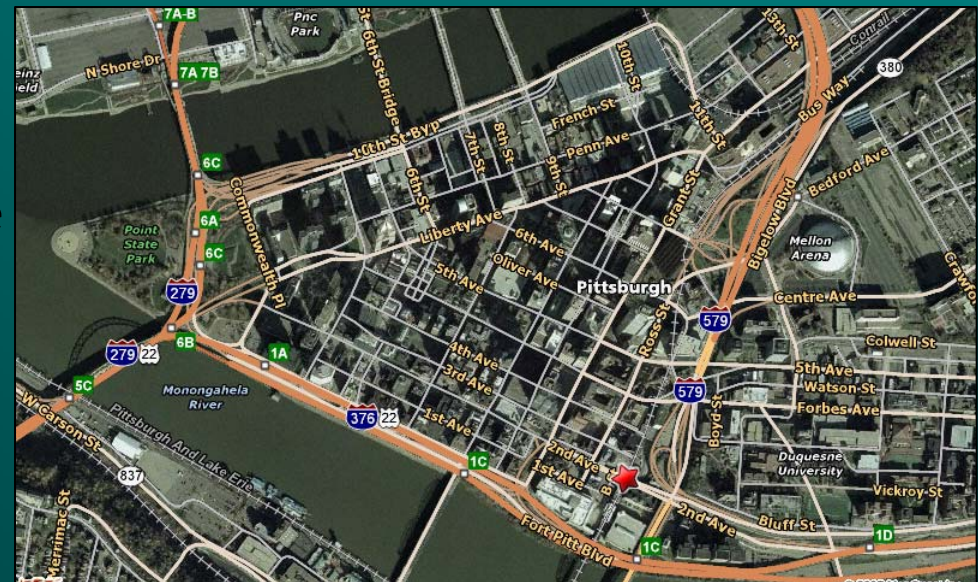 7A-B
Pnc
Park
13th St
Conrail
N Shore Dr
7A 7B
6th St Bridge
10th St
380
Bus Way
French St
11th St
10th St Byp
7th St
8th St
Penn Ave
6C
9th St
Bedford Ave
Commonwealth Pl
6th St
Grant St
6A
Liberty Ave
6th Ave
Bigelow Blvd
Mellon
Arena
Point
State
Park
6C
5th Ave
Oliver Ave
Pittsburgh
279
Centre Ave
579
Ross St
6B
279
22
1A
4th Ave
Colwell St
5th Ave
3rd Ave
Watson St
5C
Monongahela
River
579
Boyd St
Forbes Ave
W Carson St
Pittsburgh And Lake Erie
376
22
1st Ave
Duquesne
University
837
1C
2nd Ave
1st Ave
Vickroy St
Merrimac St
2nd Ave
Bluff St
Fort Pitt Blvd
1C
1D